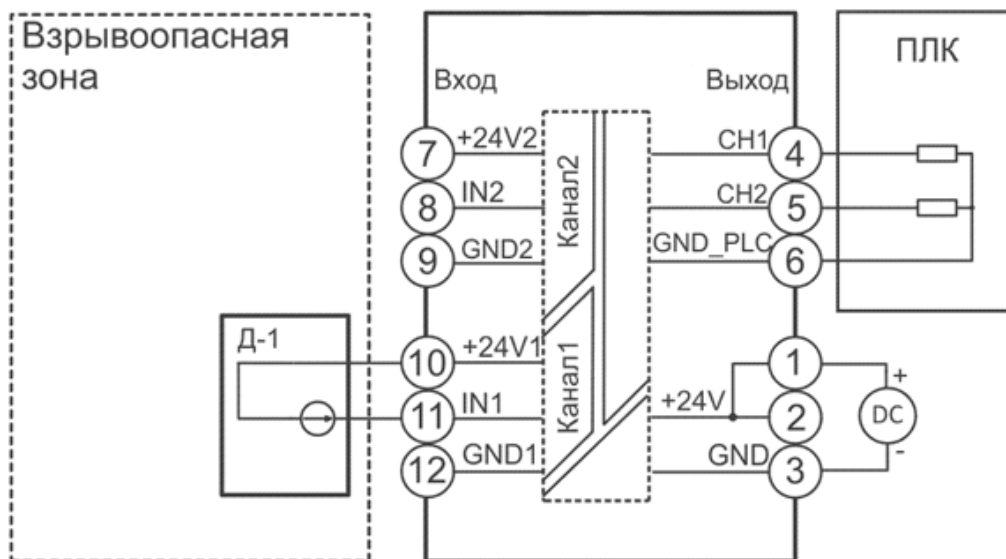 Взрывоопасная
зона
Вход
Выход
ПЛК
7
+24V2
8
IN2
9
GND2
Канал2
CH1
4
CH2
5
GND_PLC
6
Д-1
10
+24V1
11
IN1
12
GND1
Канал1
+24V
1
2
GND
3
+
DC
-